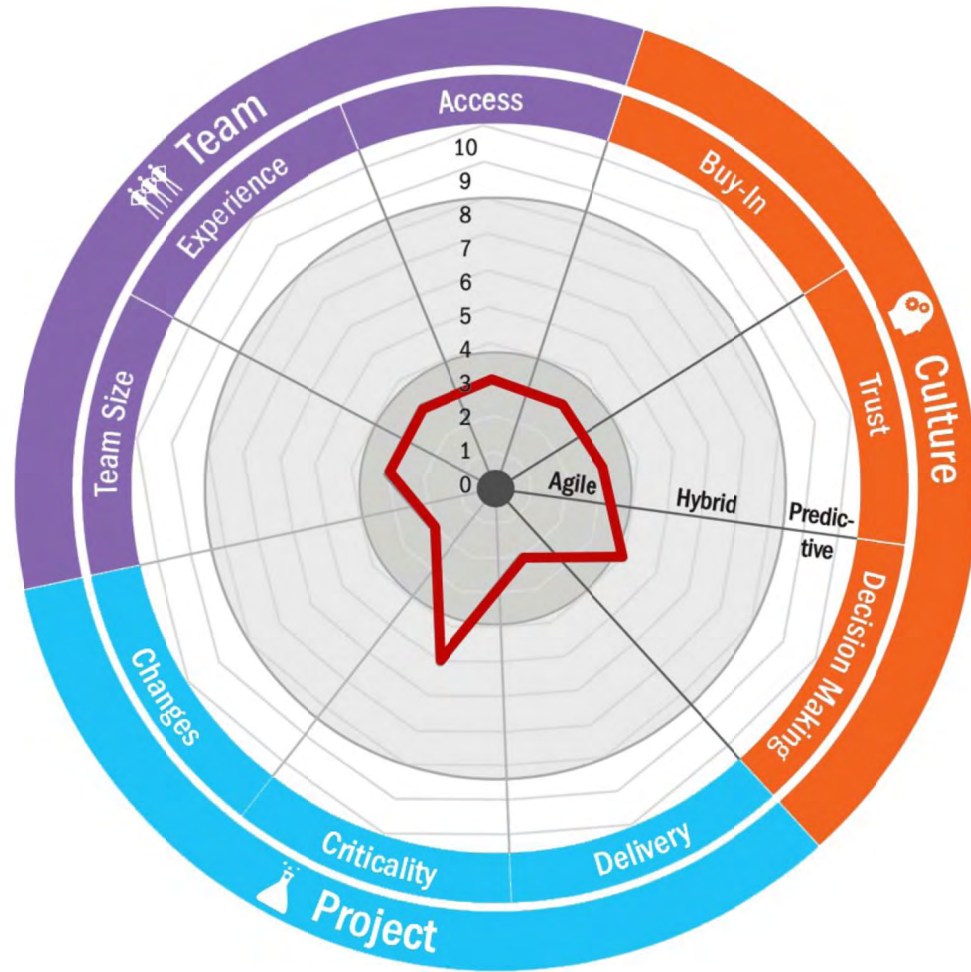 Team
Access
Experience
Team Size
Culture
Buy-In
Trust
Decision Making
Project
Changes
Criticality
Delivery
10
9
8
7
6
5
4
3
2
1
0
Agile
Hybrid
Predic-
tive